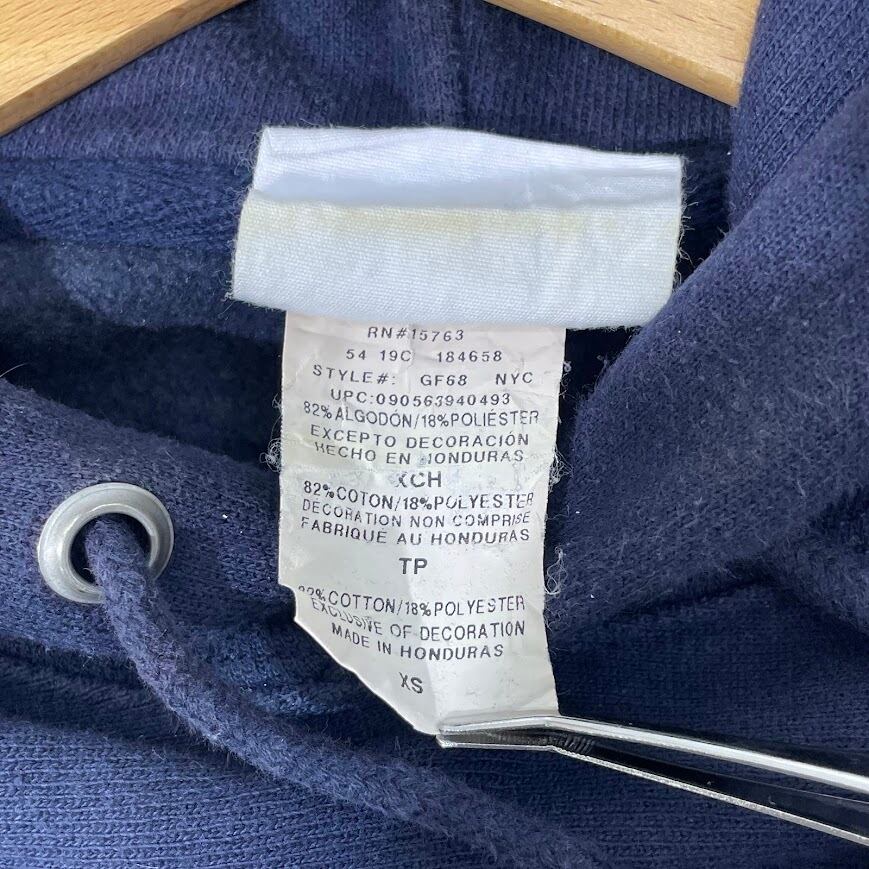 RN#15763
54 19C 184658
STYLE#: GF68 NYC
UPC:090563940493
82%ALGODÓN/18%POLIÉSTER
EXCEPTO DECORACIÓN
HECHO EN HONDURAS
XCH
82%COTON/18%POLYESTER
DECORATION NON COMPRISE
FABRIQUE AU HONDURAS
TP
82%COTTON/18%POLYESTER
EXCLUSIVE OF DECORATION
MADE IN HONDURAS
XS